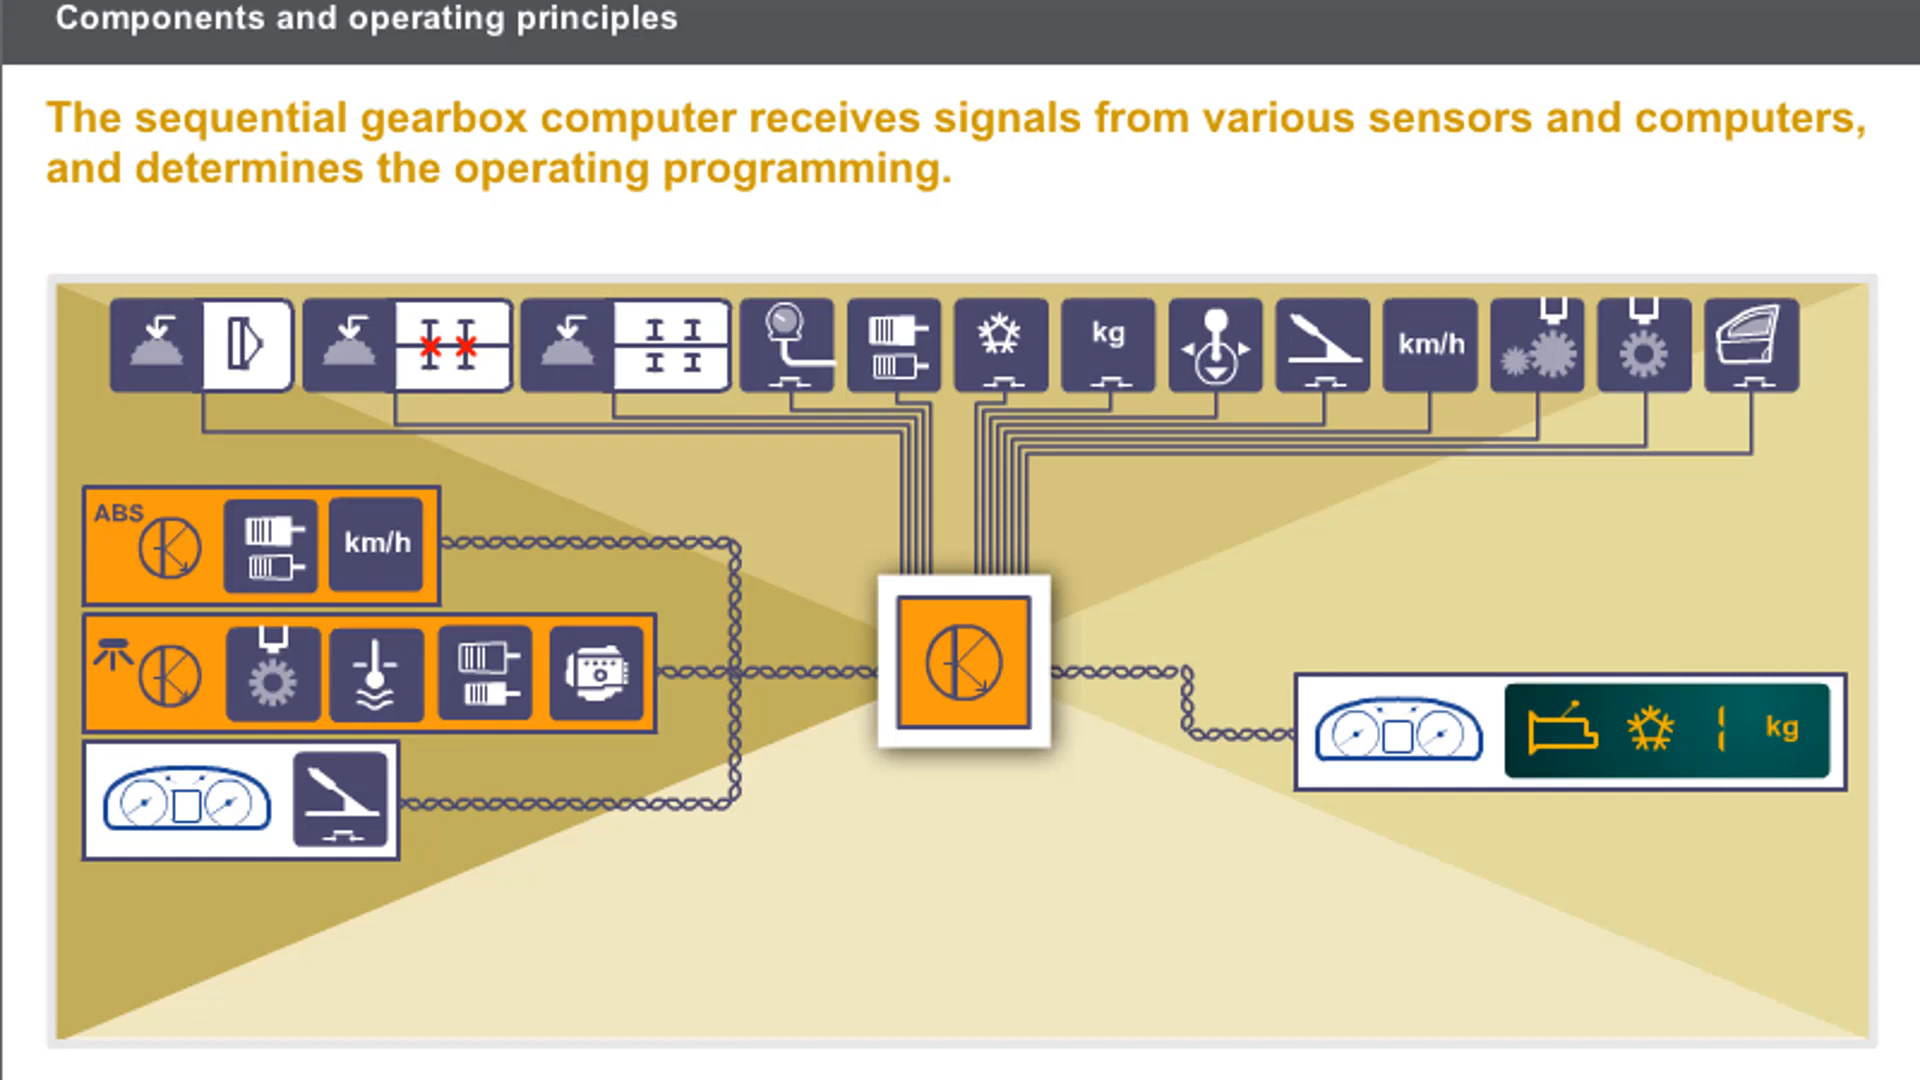 Components and operating principles
The sequential gearbox computer receives signals from various sensors and computers,
and determines the operating programming.
kg
km/h
ABS
km/h
kg